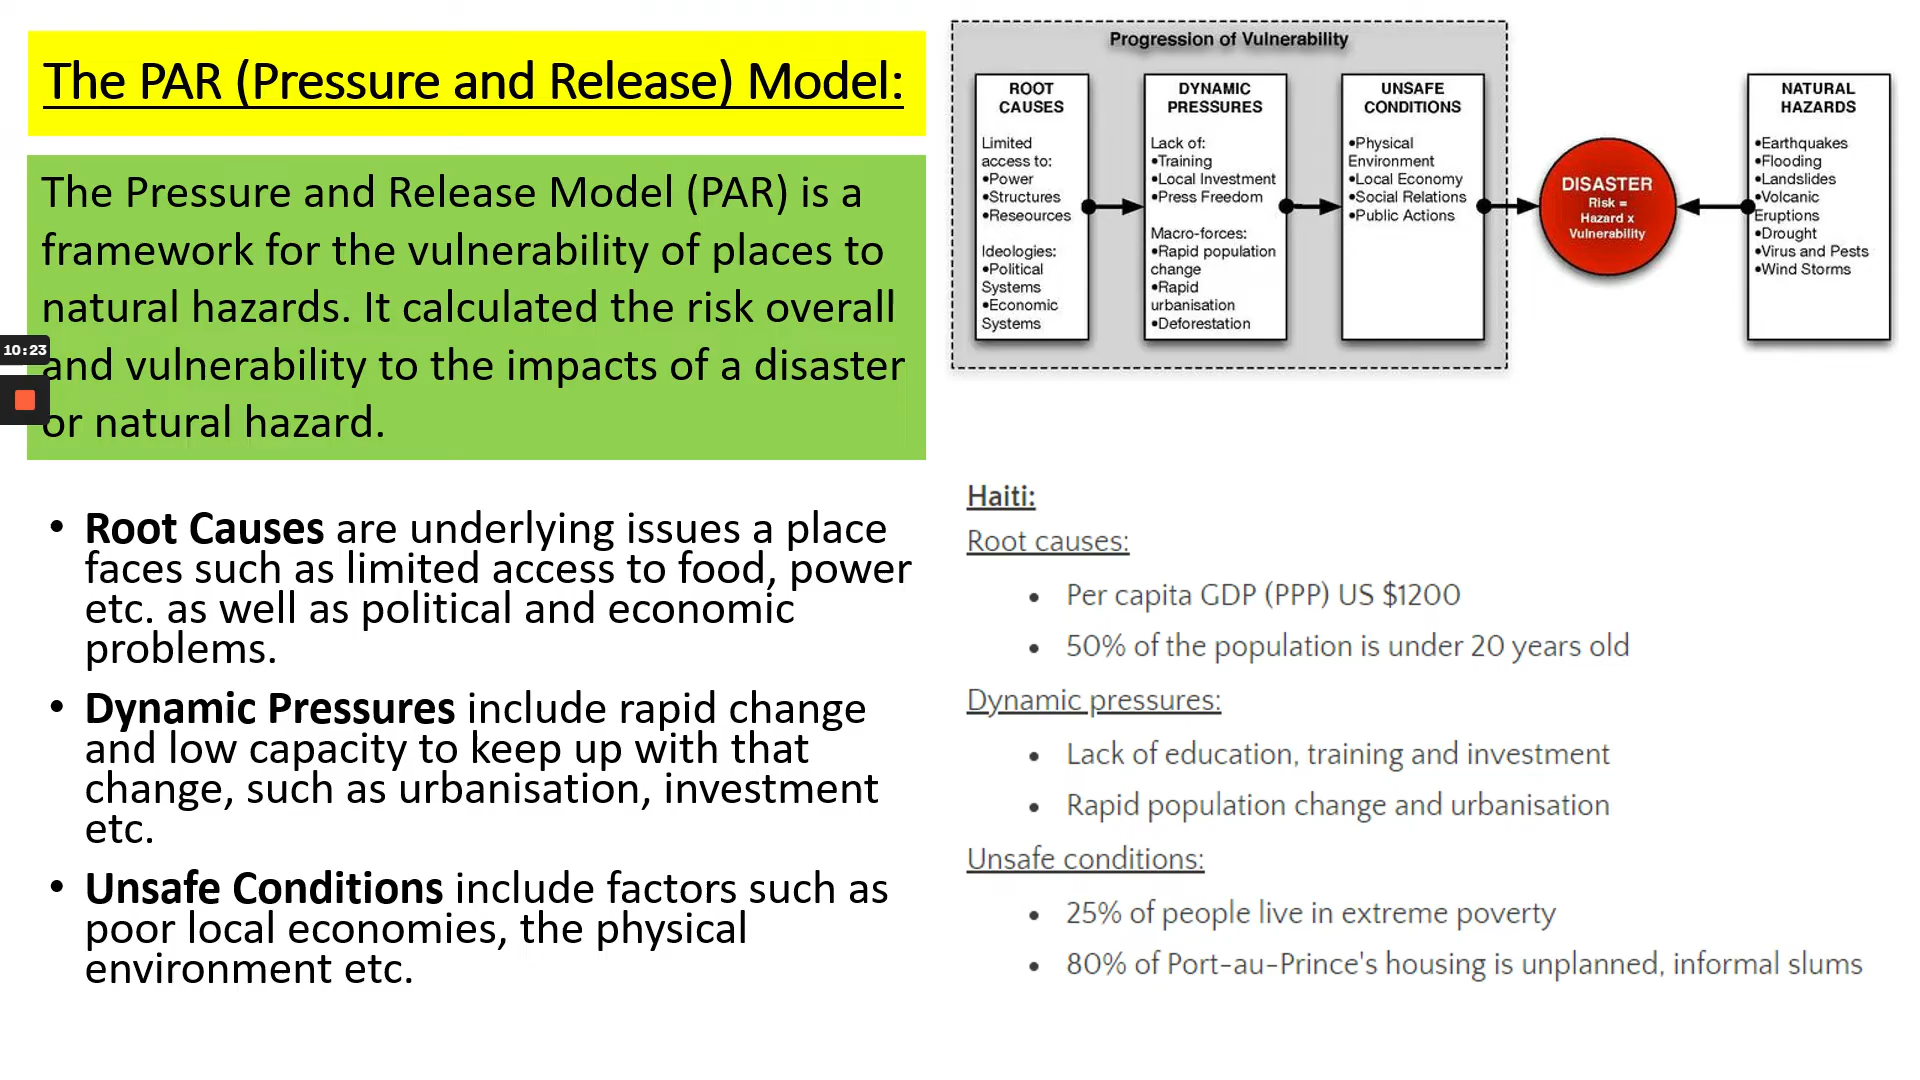 The PAR (Pressure and Release) Model:
The Pressure and Release Model (PAR) is a
framework for the vulnerability of places to
natural hazards. It calculated the risk overall
and vulnerability to the impacts of a disaster
or natural hazard.
10:23
• Root Causes are underlying issues a place
faces such as limited access to food, power
etc. as well as political and economic
problems.
• Dynamic Pressures include rapid change
and low capacity to keep up with that
change, such as urbanisation, investment
etc.
• Unsafe Conditions include factors such as
poor local economies, the physical
environment etc.
Progression of Vulnerability
ROOT
CAUSES
Limited
access to:
•Power
•Structures
•Reseources
Ideologies:
•Political
Systems
•Economic
Systems
DYNAMIC
PRESSURES
Lack of:
•Training
•Local Investment
•Press Freedom
Macro-forces:
•Rapid population
change
•Rapid
urbanisation
•Deforestation
UNSAFE
CONDITIONS
•Physical
Environment
•Local Economy
•Social Relations
•Public Actions
DISASTER
Risk =
Hazard x
Vulnerability
NATURAL
HAZARDS
•Earthquakes
•Flooding
•Landslides
•Volcanic
Eruptions
•Drought
•Virus and Pests
•Wind Storms
Haiti:
Root causes:
• Per capita GDP (PPP) US $1200
• 50% of the population is under 20 years old
Dynamic pressures:
• Lack of education, training and investment
• Rapid population change and urbanisation
Unsafe conditions:
• 25% of people live in extreme poverty
• 80% of Port-au-Prince's housing is unplanned, informal slums